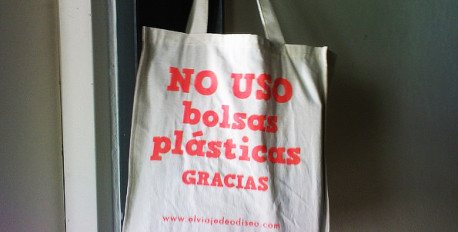 NO USO
bolsas
plásticas
GRACIAS
www.elviajedeodiseo.com